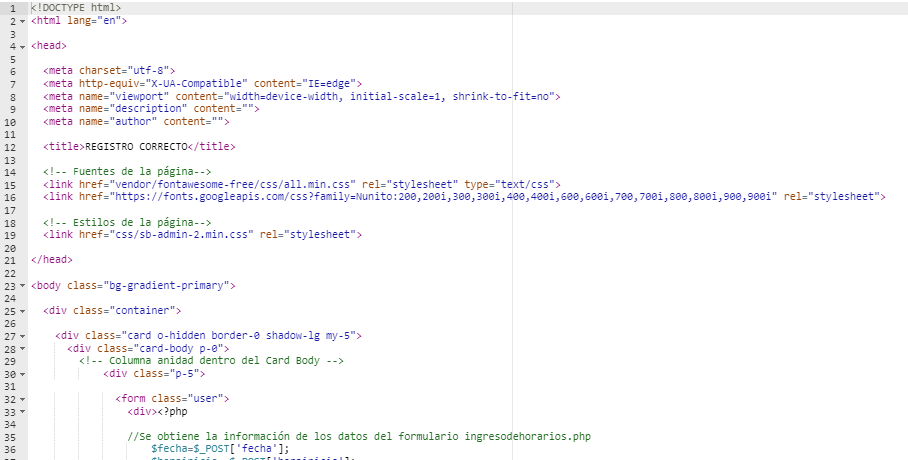 1 <!DOCTYPE html>
2 <html lang="en">
3
4 <head>
5
6 <meta charset="utf-8">
7 <meta http-equiv="X-UA-Compatible" content="IE=edge">
8 <meta name="viewport" content="width=device-width, initial-scale=1, shrink-to-fit=no">
9 <meta name="description" content="">
10 <meta name="author" content="">
11
12 <title>REGISTRO CORRECTO</title>
13
14 <!-- Fuentes de la página-->
15 <link href="vendor/fontawesome-free/css/all.min.css" rel="stylesheet" type="text/css">
16 <link href="https://fonts.googleapis.com/css?family=Nunito:200,200i,300,300i,400,400i,600,600i,700,700i,800,800i,900,900i" rel="stylesheet">
17
18 <!-- Estilos de la página-->
19 <link href="css/sb-admin-2.min.css" rel="stylesheet">
20
21 </head>
22
23 <body class="bg-gradient-primary">
24
25 <div class="container">
26
27 <div class="card o-hidden border-0 shadow-lg my-5">
28 <div class="card-body p-0">
29 <!-- Columna anidad dentro del Card Body -->
30 <div class="p-5">
31
32 <form class="user">
33 <div><?php
34
35 //Se obtiene la información de los datos del formulario ingresodehorarios.php
36 $fecha=$_POST['fecha'];